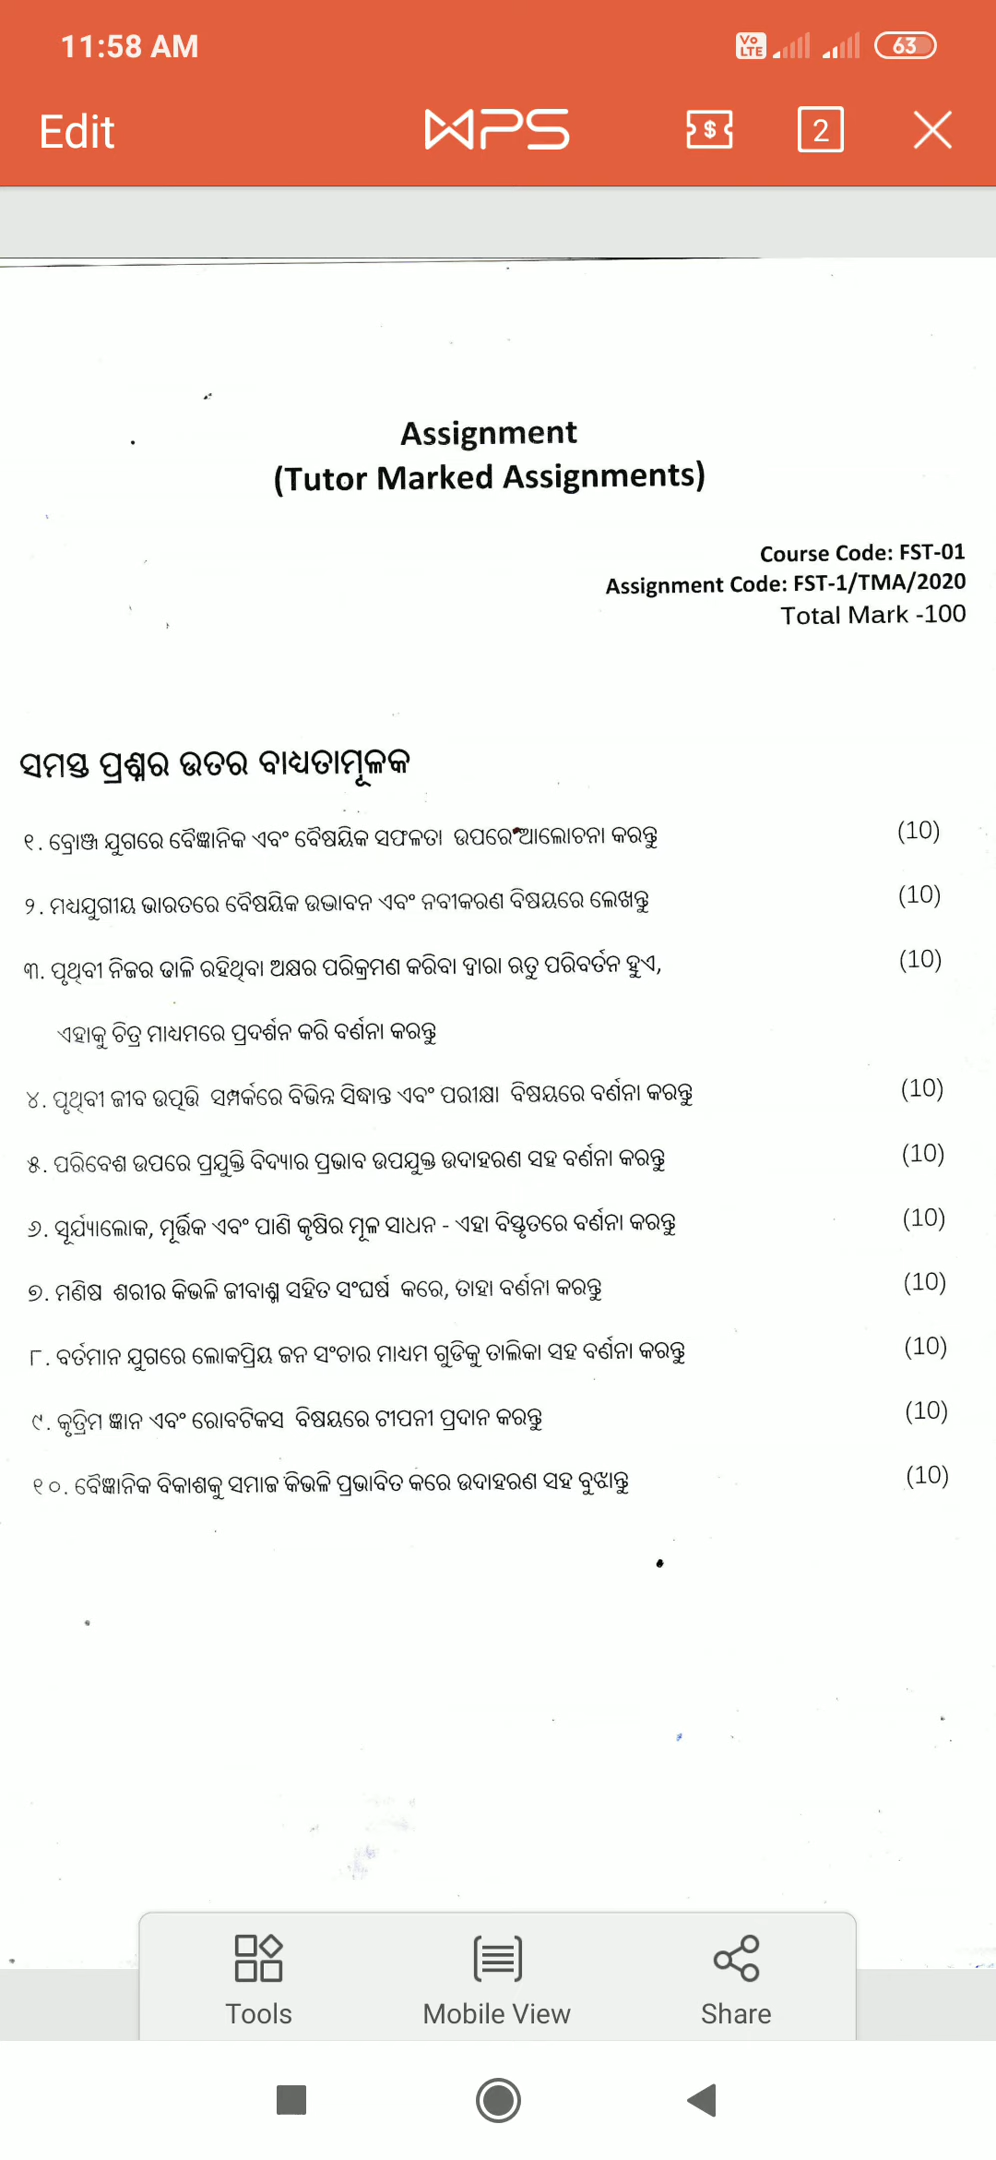 11:58 AM
Vo LTE
63
Edit
WPS
$
2
Assignment
(Tutor Marked Assignments)
Course Code: FST-01
Assignment Code: FST-1/TMA/2020
Total Mark -100
ସମସ୍ତ ପ୍ରଶ୍ନର ଉତର ବାଧ୍ୟତାମୂଳକ
୧. ବ୍ରୋଞ୍ଜ ଯୁଗରେ ବୈଜ୍ଞାନିକ ଏବଂ ବୈଷୟିକ ସଫଳତା ଉପରେ ଆଲୋଚନା କରନ୍ତୁ (10)
୨. ମଧ୍ୟଯୁଗୀୟ ଭାରତରେ ବୈଷୟିକ ଉଦ୍ଭାବନ ଏବଂ ନବୀକରଣ ବିଷୟରେ ଲେଖନ୍ତୁ (10)
୩. ପୃଥିବୀ ନିଜର ଢାଳି ରହିଥିବା ଅକ୍ଷର ପରିକ୍ରମଣ କରିବା ଦ୍ୱାରା ଋତୁ ପରିବର୍ତନ ହୁଏ, (10)
ଏହାକୁ ଚିତ୍ର ମାଧ୍ୟମରେ ପ୍ରଦର୍ଶନ କରି ବର୍ଣନା କରନ୍ତୁ
୪. ପୃଥିବୀ ଜୀବ ଉତ୍ପତ୍ତି ସମ୍ପର୍କରେ ବିଭିନ୍ନ ସିଦ୍ଧାନ୍ତ ଏବଂ ପରୀକ୍ଷା ବିଷୟରେ ବର୍ଣନା କରନ୍ତୁ (10)
୫. ପରିବେଶ ଉପରେ ପ୍ରଯୁକ୍ତି ବିଦ୍ୟାର ପ୍ରଭାବ ଉପଯୁକ୍ତ ଉଦାହରଣ ସହ ବର୍ଣନା କରନ୍ତୁ (10)
୬. ସୂର୍ଯ୍ୟାଲୋକ, ମୂର୍ତ୍ତିକ ଏବଂ ପାଣି କୃଷିର ମୂଳ ସାଧନ - ଏହା ବିସ୍ତୃତରେ ବର୍ଣନା କରନ୍ତୁ (10)
୭. ମଣିଷ ଶରୀର କିଭଳି ଜୀବାଶ୍ମ ସହିତ ସଂଘର୍ଷ କରେ, ତାହା ବର୍ଣନା କରନ୍ତୁ (10)
୮. ବର୍ତମାନ ଯୁଗରେ ଲୋକପ୍ରିୟ ଜନ ସଂଚାର ମାଧ୍ୟମ ଗୁଡିକୁ ତାଲିକା ସହ ବର୍ଣନା କରନ୍ତୁ (10)
୯. କୃତ୍ରିମ ଜ୍ଞାନ ଏବଂ ରୋବଟିକସ ବିଷୟରେ ଟୀପନୀ ପ୍ରଦାନ କରନ୍ତୁ (10)
୧୦. ବୈଜ୍ଞାନିକ ବିକାଶକୁ ସମାଜ କିଭଳି ପ୍ରଭାବିତ କରେ ଉଦାହରଣ ସହ ବୁଝାନ୍ତୁ (10)
Tools
Mobile View
Share